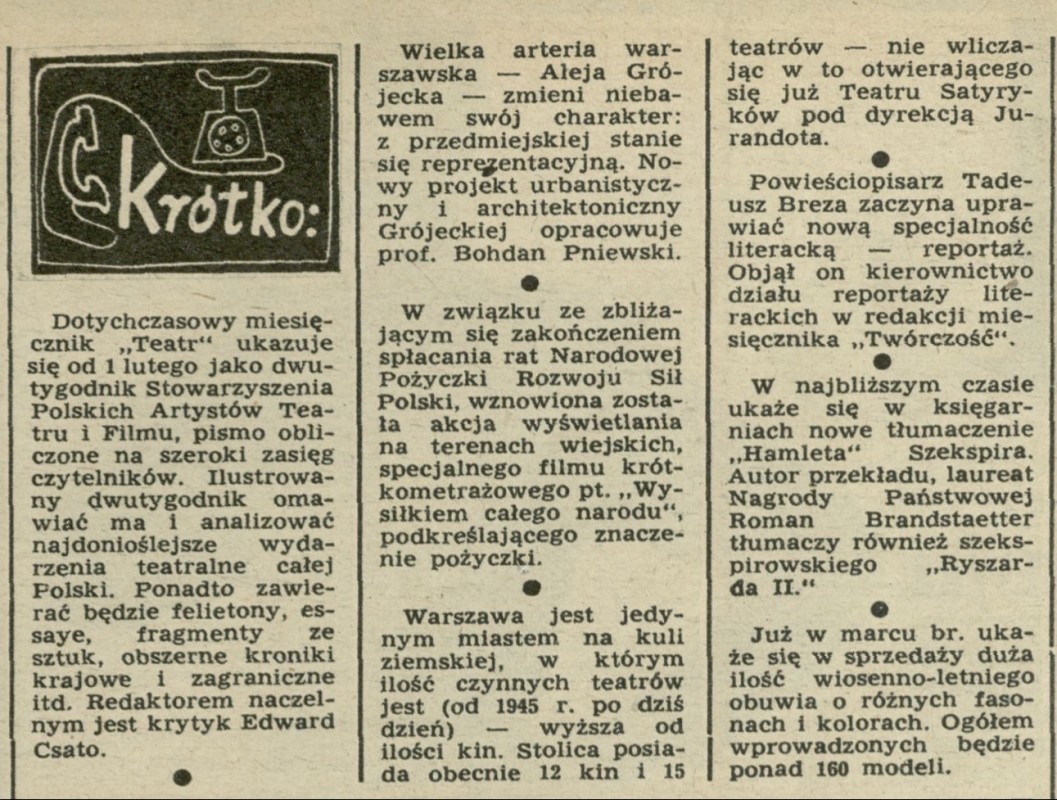 Krótko:
Dotychczasowy miesię-
cznik „Teatr“ ukazuje
się od 1 lutego jako dwu-
tygodnik Stowarzyszenia
Polskich Artystów Tea-
tru i Filmu, pismo obli-
czone na szeroki zasięg
czytelników. Ilustrowa-
ny dwutygodnik oma-
wiać ma i analizować
najdonioślejsze wyda-
rzenia teatralne całej
Polski. Ponadto zawie-
rać będzie felietony, es-
saye, fragmenty ze
sztuk, obszerne kroniki
krajowe i zagraniczne
itd. Redaktorem naczel-
nym jest krytyk Edward
Csato.
Wielka arteria war-
szawska — Aleja Gró-
jecka — zmieni nieba-
wem swój charakter:
z przedmiejskiej stanie
się reprezentacyjną. No-
wy projekt urbanistycz-
ny i architektoniczny
Grójeckiej opracowuje
prof. Bohdan Pniewski.
W związku ze zbliża-
jącym się zakończeniem
spłacania rat Narodowej
Pożyczki Rozwoju Sił
Polski, wznowiona zosta-
ła akcja wyświetlania
na terenach wiejskich,
specjalnego filmu krót-
kometrażowego pt. „Wy-
siłkiem całego narodu“,
podkreślającego znacze-
nie pożyczki.
Warszawa jest jedy-
nym miastem na kuli
ziemskiej, w którym
ilość czynnych teatrów
jest (od 1945 r. po dziś
dzień) — wyższa od
ilości kin. Stolica posia-
da obecnie 12 kin i 15
teatrów — nie wlicza-
jąc w to otwierającego
się już Teatru Satyry-
ków pod dyrekcją Ju-
randota.
Powieściopisarz Tade-
usz Breza zaczyna upra-
wiać nową specjalność
literacką — reportaż.
Objął on kierownictwo
działu reportaży lite-
rackich w redakcji mie-
sięcznika „Twórczość“.
W najbliższym czasie
ukaże się w księgar-
niach nowe tłumaczenie
„Hamleta“ Szekspira.
Autor przekładu, laureat
Nagrody Państwowej
Roman Brandstaetter
tłumaczy również szeks-
pirowskiego „Ryszar-
da II.“
Już w marcu br. uka-
że się w sprzedaży duża
ilość wiosenno-letniego
obuwia o różnych faso-
nach i kolorach. Ogółem
wprowadzonych będzie
ponad 160 modeli.